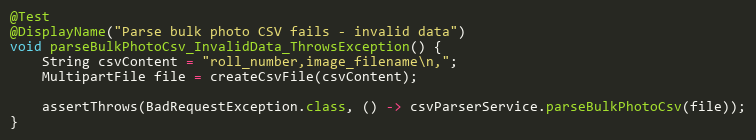 @Test
@DisplayName("Parse bulk photo CSV fails - invalid data")
void parseBulkPhotoCsv_InvalidData_ThrowsException() {
    String csvContent = "roll_number,image_filename\n,";
    MultipartFile file = createCsvFile(csvContent);

    assertThrows(BadRequestException.class, () -> csvParserService.parseBulkPhotoCsv(file));
}